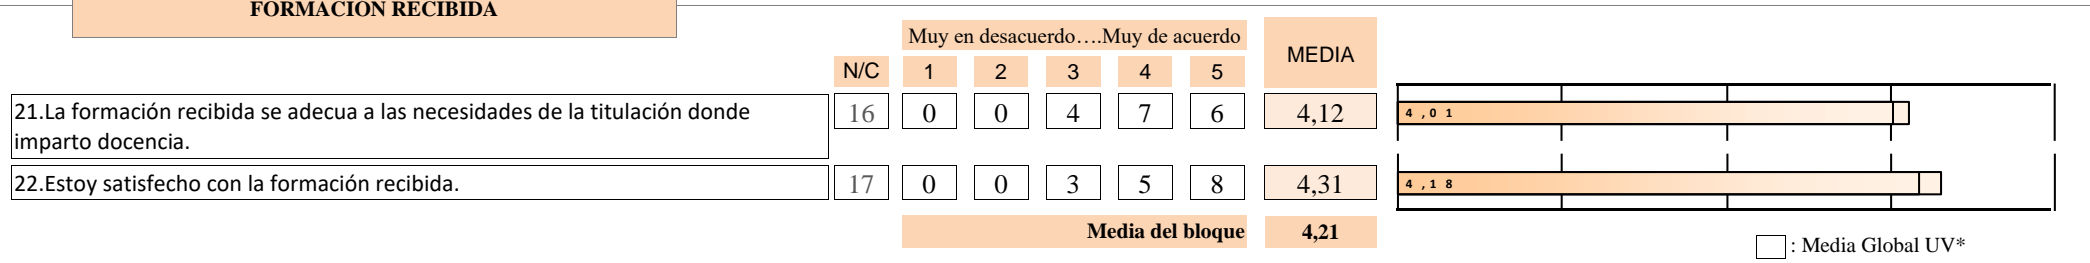 FORMACIÓN RECIBIDA
Muy en desacuerdo….Muy de acuerdo
MEDIA
N/C 1 2 3 4 5
21.La formación recibida se adecua a las necesidades de la titulación donde
imparto docencia.
16 0 0 4 7 6 4,12 4,01
22.Estoy satisfecho con la formación recibida. 17 0 0 3 5 8 4,31 4,18
Media del bloque 4,21
: Media Global UV*